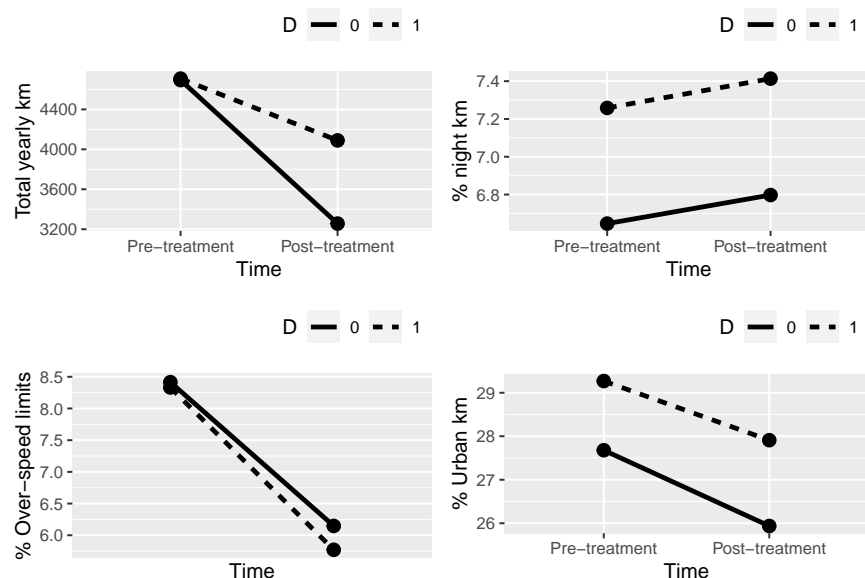 D 0 1
Total yearly km
4400
4000
3600
3200
Pre−treatment Post−treatment
Time
D 0 1
% night km
7.4
7.2
7.0
6.8
Pre−treatment Post−treatment
Time
D 0 1
% Over−speed limits
8.5
8.0
7.5
7.0
6.5
6.0
Time
D 0 1
% Urban km
29
28
27
26
Pre−treatment Post−treatment
Time